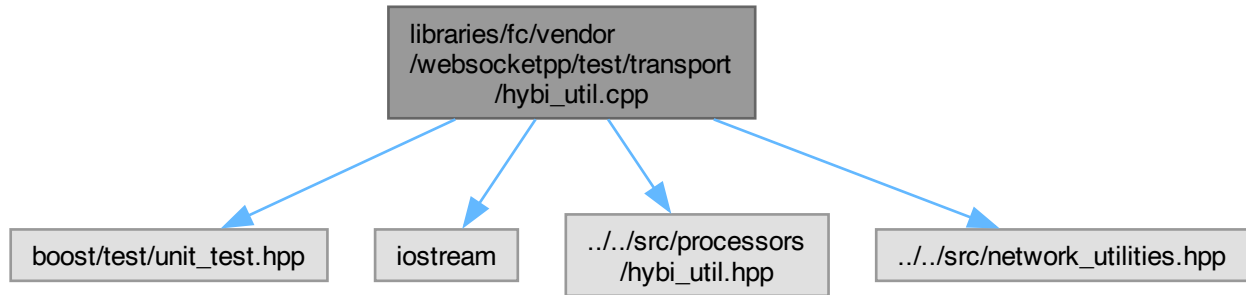 libraries/fc/vendor
/websocketpp/test/transport
/hybi_util.cpp
boost/test/unit_test.hpp
iostream
../../src/processors
/hybi_util.hpp
../../src/network_utilities.hpp